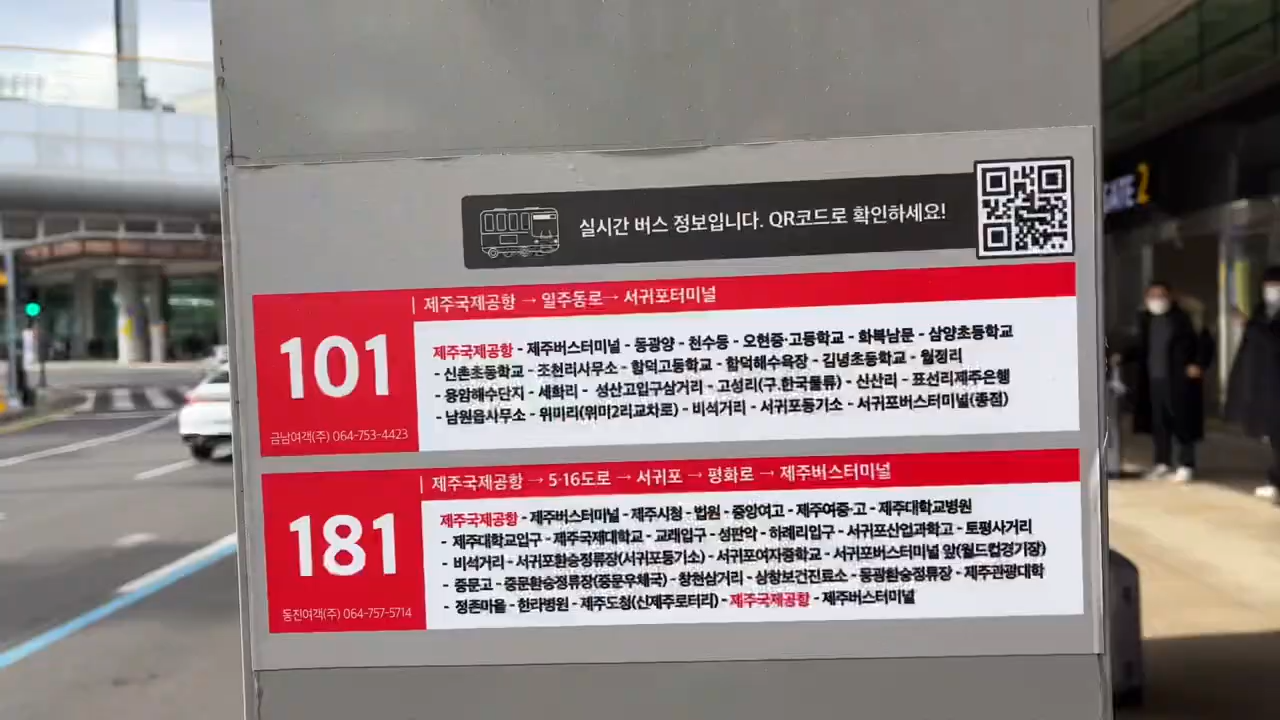 실시간 버스 정보입니다. QR코드로 확인하세요!
GATE 2
| 제주국제공항 → 일주동로 → 서귀포터미널
101
제주국제공항 - 제주버스터미널 - 동광양 - 천수동 - 오현중·고등학교 - 화북남문 - 삼양초등학교
- 신촌초등학교 - 조천리사무소 - 함덕고등학교 - 함덕해수욕장 - 김녕초등학교 - 월정리
- 용암해수단지 - 세화리 - 성산고입구삼거리 - 고성리(구.한국물류) - 신산리 - 표선리제주은행
- 남원읍사무소 - 위미리(위미2리교차로) - 비석거리 - 서귀포등기소 - 서귀포버스터미널(종점)
금남여객(주) 064-753-4423
| 제주국제공항 → 5·16도로 → 서귀포 → 평화로 → 제주버스터미널
181
제주국제공항 - 제주버스터미널 - 제주시청 - 법원 - 중앙여고 - 제주여중·고 - 제주대학교병원
- 제주대학교입구 - 제주국제대학교 - 교래입구 - 성판악 - 하례리입구 - 서귀포산업과학고 - 토평사거리
- 비석거리 - 서귀포환승정류장(서귀포등기소) - 서귀포여자중학교 - 서귀포버스터미널 앞(월드컵경기장)
- 중문고 - 중문환승정류장(중문우체국) - 창천삼거리 - 상창보건진료소 - 동광환승정류장 - 제주관광대학
- 정존마을 - 한라병원 - 제주도청(신제주로터리) - 제주국제공항 - 제주버스터미널
동진여객(주) 064-757-5714